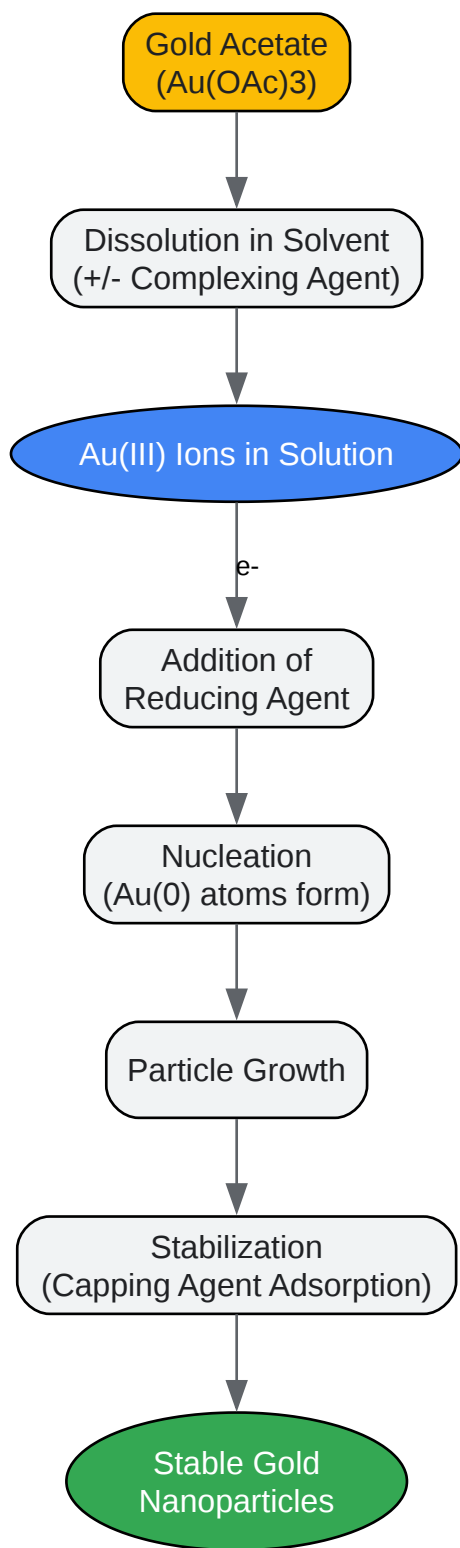 Gold Acetate
(Au(OAc)3)
Dissolution in Solvent
(+/- Complexing Agent)
Au(III) Ions in Solution
e-
Addition of
Reducing Agent
Nucleation
(Au(0) atoms form)
Particle Growth
Stabilization
(Capping Agent Adsorption)
Stable Gold
Nanoparticles